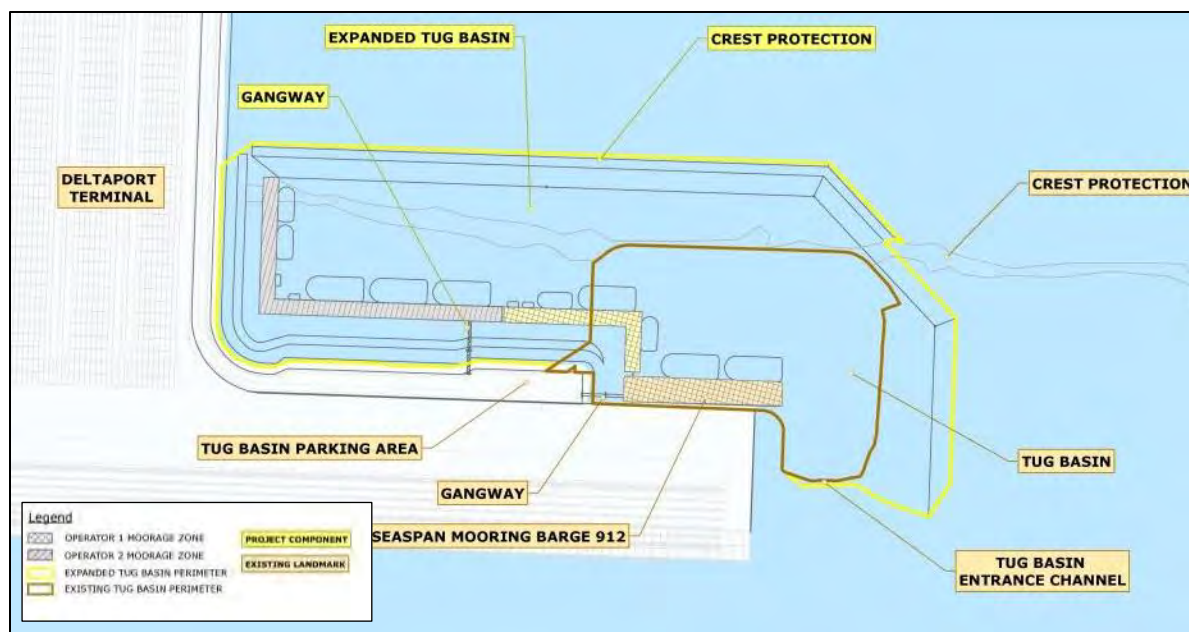 EXPANDED TUG BASIN
CREST PROTECTION
GANGWAY
DELTAPORT
TERMINAL
CREST PROTECTION
TUG BASIN PARKING AREA
TUG BASIN
GANGWAY
SEASPAN MOORING BARGE 912
TUG BASIN
ENTRANCE CHANNEL
Legend
OPERATOR 1 MOORAGE ZONE
OPERATOR 2 MOORAGE ZONE
EXPANDED TUG BASIN PERIMETER
EXISTING TUG BASIN PERIMETER
PROJECT COMPONENT
EXISTING LANDMARK